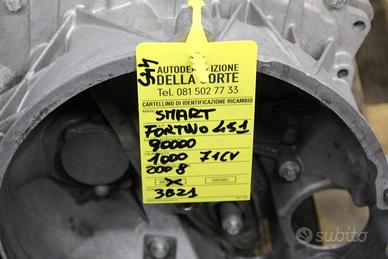 AUTODEMOLIZIONE
DELLA CORTE
Tel. 081 502 77 33
CARTELLINO DI IDENTIFICAZIONE RICAMBIO
SMART
FORTWO 451
90000
1000 71CV
2008
X
DIESEL
3821
subito